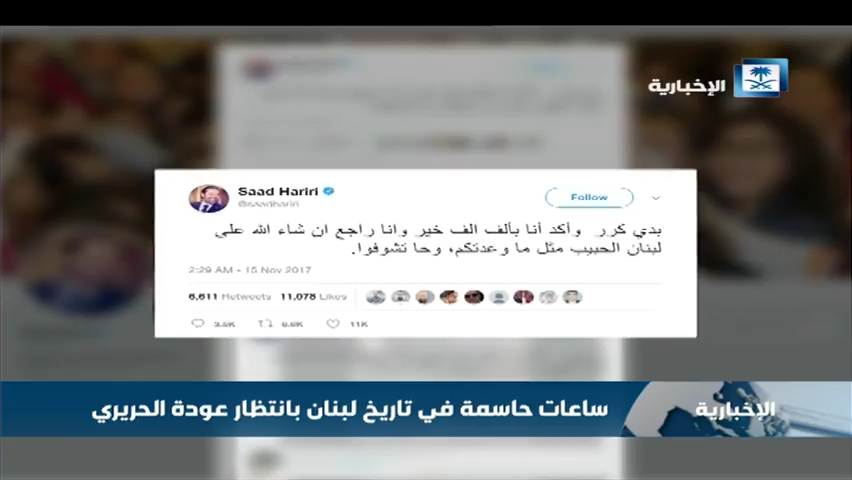 الإخبارية
Saad Hariri
@saadhariri
Follow
بدي كرر وأكد أنا بألف الف خير وانا راجع ان شاء الله على
لبنان الحبيب مثل ما وعدتكم، وحا تشوفوا.
2:29 AM - 15 Nov 2017
6,611 Retweets 11,078 Likes
3.5K 6.6K 11K
ساعات حاسمة في تاريخ لبنان بانتظار عودة الحريري
الإخبارية